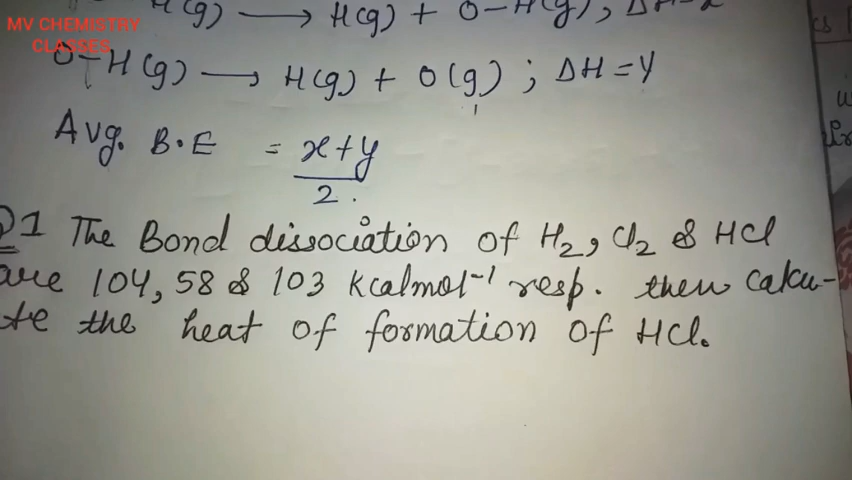 MV CHEMISTRY
CLASSES
H(g) → H(g) + O-H(g), ΔH=x
O-H(g) → H(g) + O(g) ; ΔH = y
Avg. B.E = x+y
2.
Q1 The Bond dissociation of H2, Cl2 & HCl
are 104, 58 & 103 Kcalmol-1 resp. then calcu-
te the heat of formation of HCl.